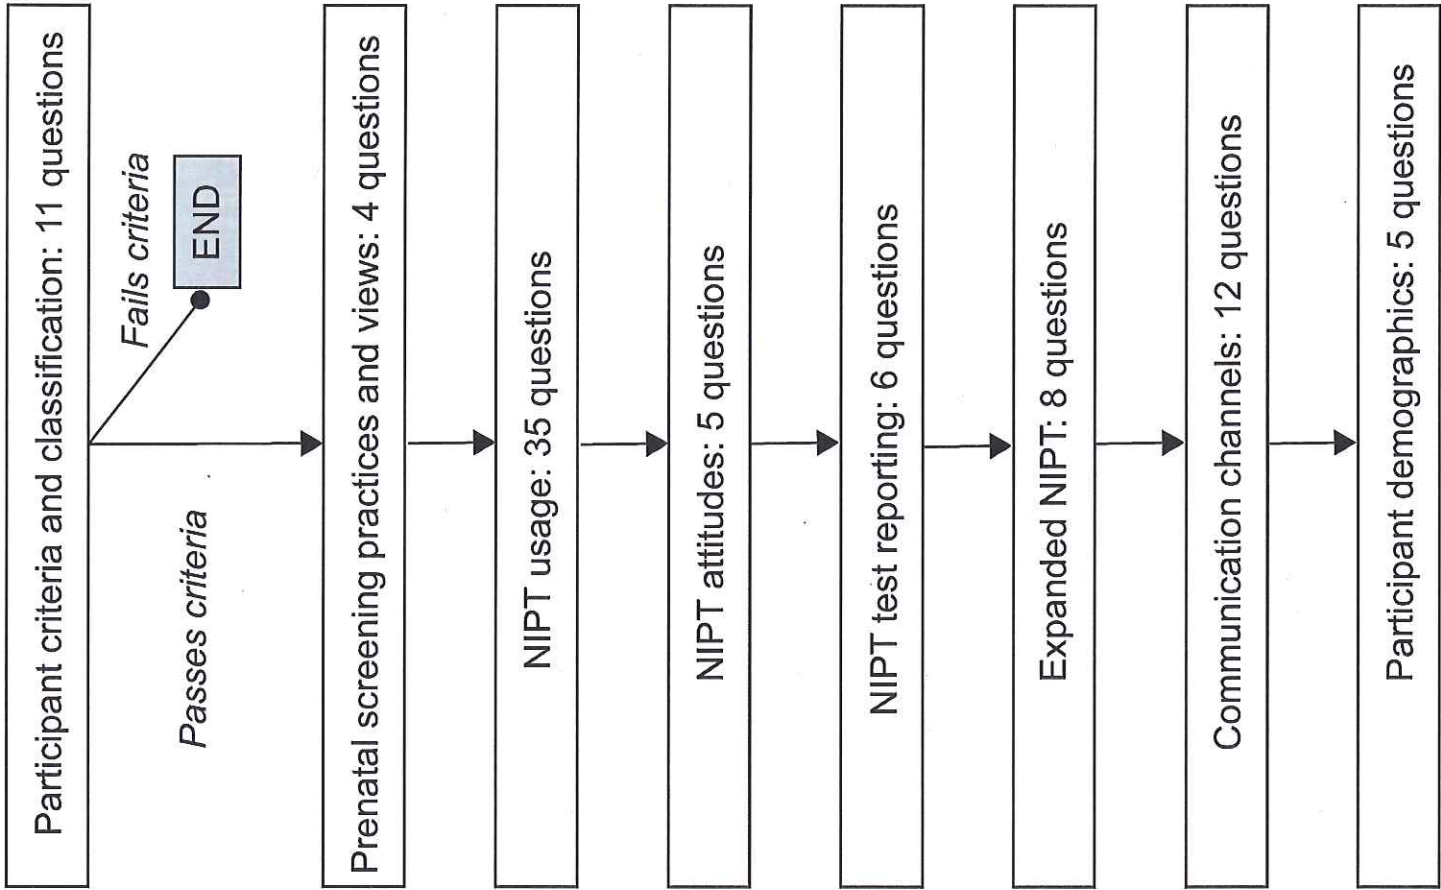 Participant criteria and classification: 11 questions
Passes criteria
Fails criteria
END
Prenatal screening practices and views: 4 questions
NIPT usage: 35 questions
NIPT attitudes: 5 questions
NIPT test reporting: 6 questions
Expanded NIPT: 8 questions
Communication channels: 12 questions
Participant demographics: 5 questions